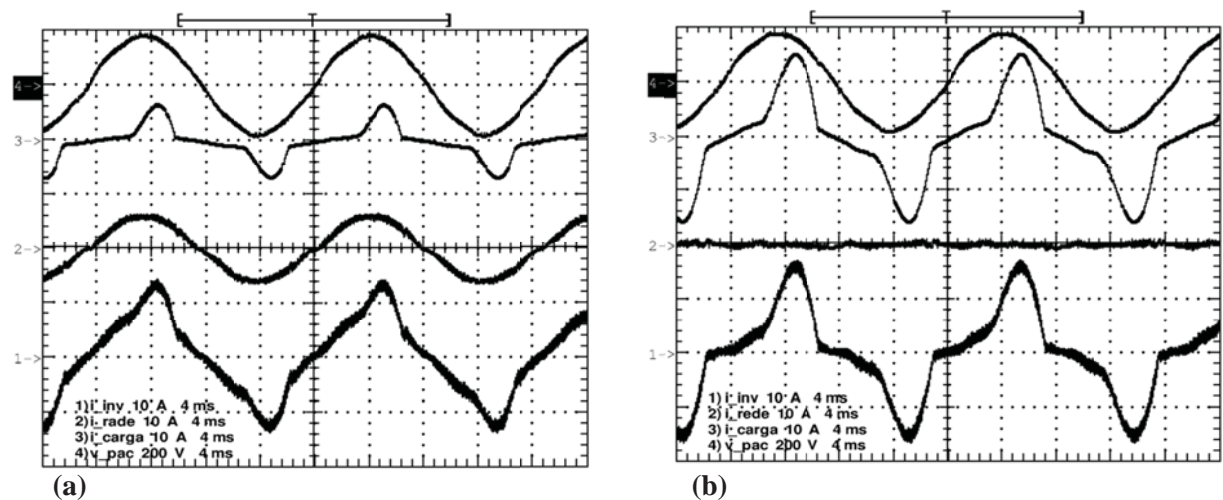 4->
3->
2->
1->
1) i_inv 10 A 4 ms
2) i_rade 10 A 4 ms
3) i_carga 10 A 4 ms
4) v_pac 200 V 4 ms
(a)
4->
3->
2->
1->
1) i_inv 10 A 4 ms
2) i_rede 10 A 4 ms
3) i_carga 10 A 4 ms
4) v_pac 200 V 4 ms
(b)